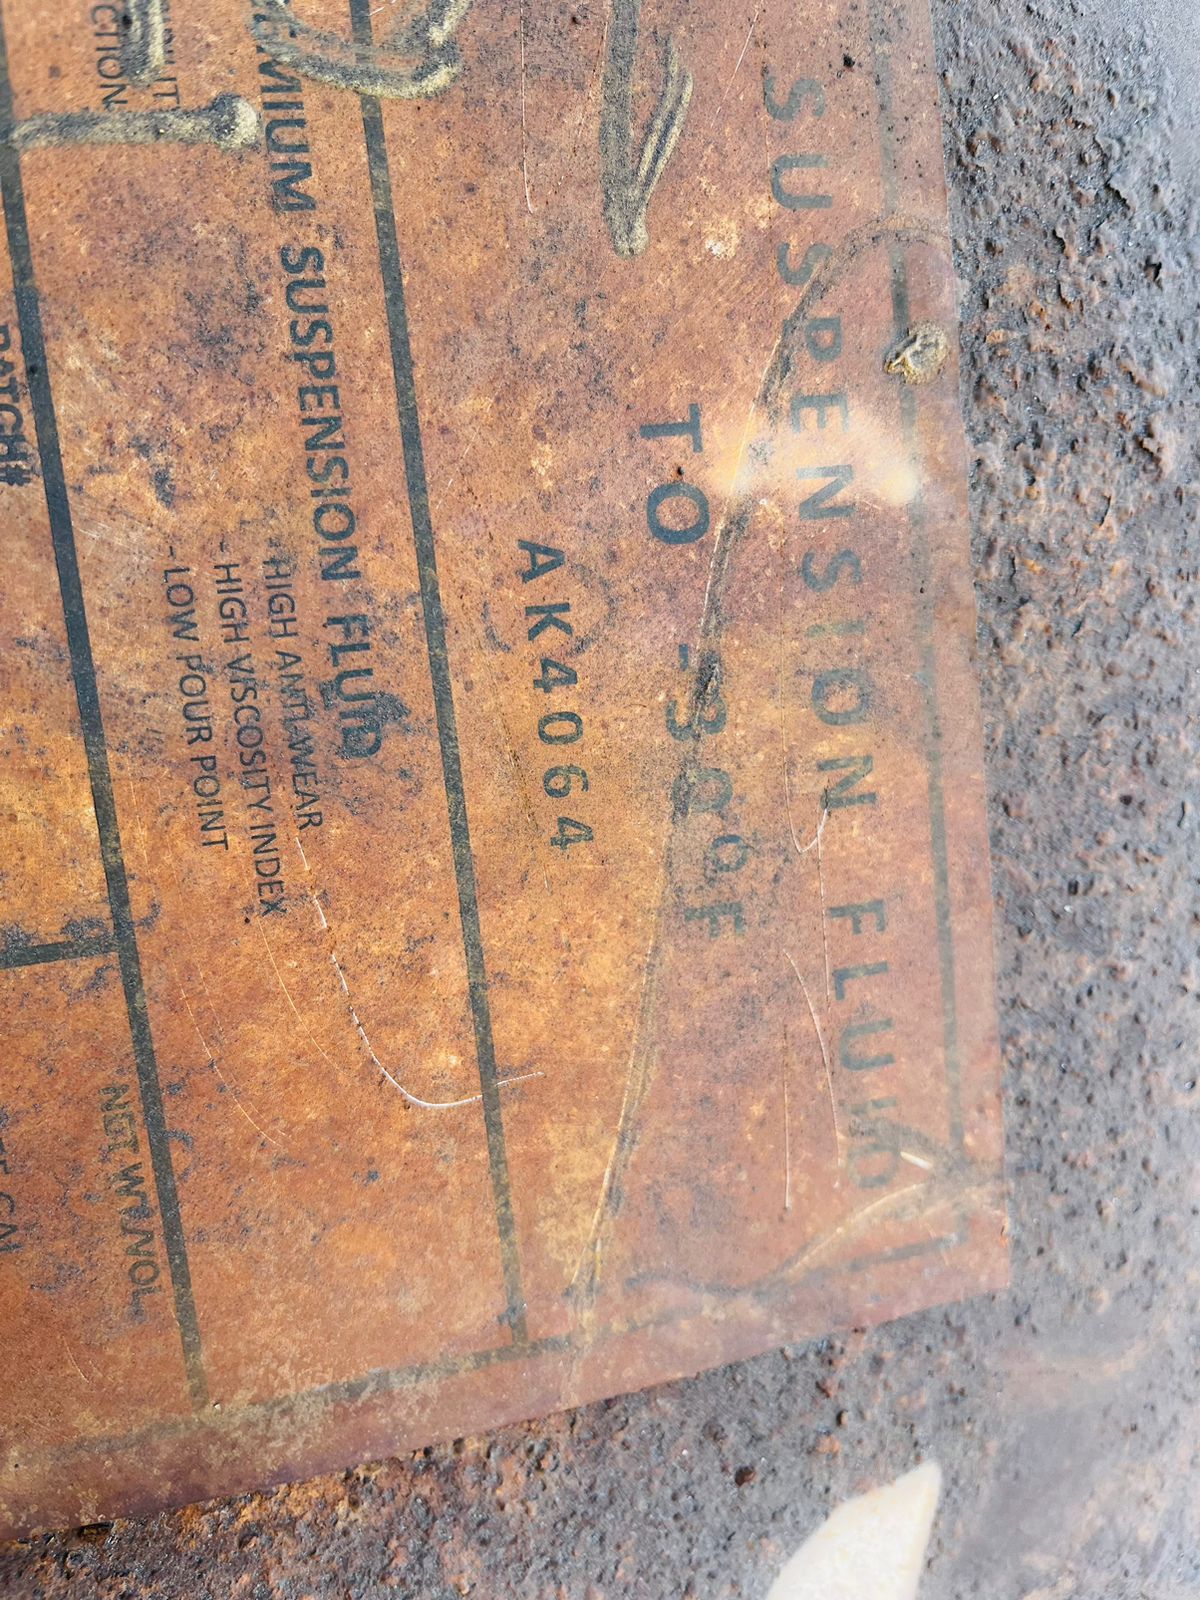 SUSPENSION FLUID
TO -30°F
AK4064
SUSPENSION FLUID
-HIGH ANTI-WEAR
-HIGH VISCOSITY INDEX
-LOW POUR POINT
NET WT/VOL
BATCH#